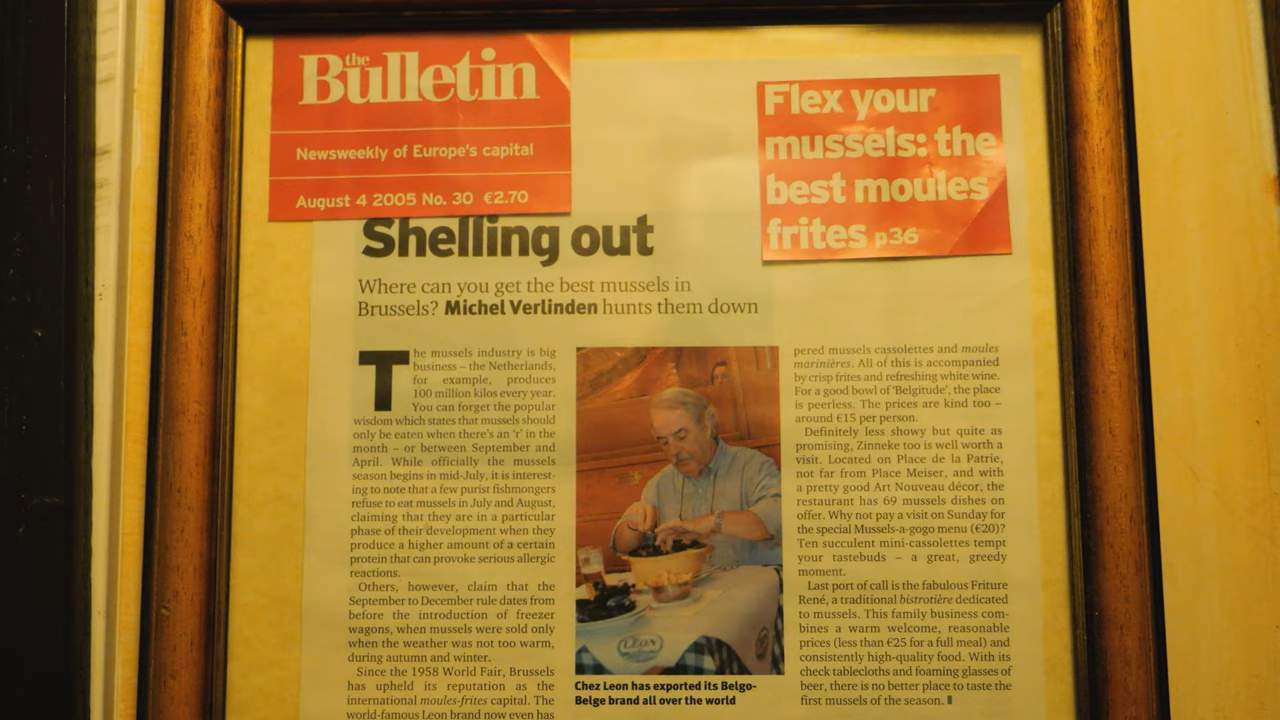 the
Bulletin
Newsweekly of Europe's capital
August 4 2005 No. 30 €2.70
Flex your
mussels: the
best moules
frites p36
Shelling out
Where can you get the best mussels in
Brussels? Michel Verlinden hunts them down
The mussels industry is big
business – the Netherlands,
for example, produces
100 million kilos every year.
You can forget the popular
wisdom which states that mussels should
only be eaten when there's an 'r' in the
month – or between September and
April. While officially the mussels
season begins in mid-July, it is interest-
ing to note that a few purist fishmongers
refuse to eat mussels in July and August,
claiming that they are in a particular
phase of their development when they
produce a higher amount of a certain
protein that can provoke serious allergic
reactions.
Others, however, claim that the
September to December rule dates from
before the introduction of freezer
wagons, when mussels were sold only
when the weather was not too warm,
during autumn and winter.
Since the 1958 World Fair, Brussels
has upheld its reputation as the
international moules-frites capital. The
world-famous Leon brand now even has
LEON
Chez Leon has exported its Belgo-
Belge brand all over the world
pered mussels cassolettes and moules
marinières. All of this is accompanied
by crisp frites and refreshing white wine.
For a good bowl of 'Belgitude', the place
is peerless. The prices are kind too –
around €15 per person.
Definitely less showy but quite as
promising, Zinneke too is well worth a
visit. Located on Place de la Patrie,
not far from Place Meiser, and with
a pretty good Art Nouveau décor, the
restaurant has 69 mussels dishes on
offer. Why not pay a visit on Sunday for
the special Mussels-a-gogo menu (€20)?
Ten succulent mini-cassolettes tempt
your tastebuds – a great, greedy
moment.
Last port of call is the fabulous Friture
René, a traditional bistrotière dedicated
to mussels. This family business com-
bines a warm welcome, reasonable
prices (less than €25 for a full meal) and
consistently high-quality food. With its
check tablecloths and foaming glasses of
beer, there is no better place to taste the
first mussels of the season.